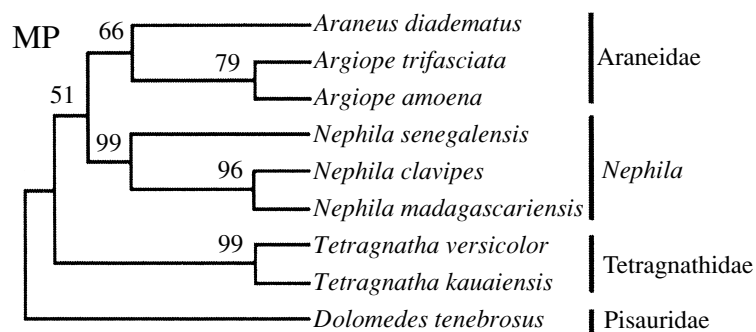 MP
66
Araneus diadematus
79
Argiope trifasciata
Argiope amoena
Araneidae
51
99
Nephila senegalensis
96
Nephila clavipes
Nephila madagascariensis
Nephila
99
Tetragnatha versicolor
Tetragnatha kauaiensis
Tetragnathidae
Dolomedes tenebrosus
Pisauridae